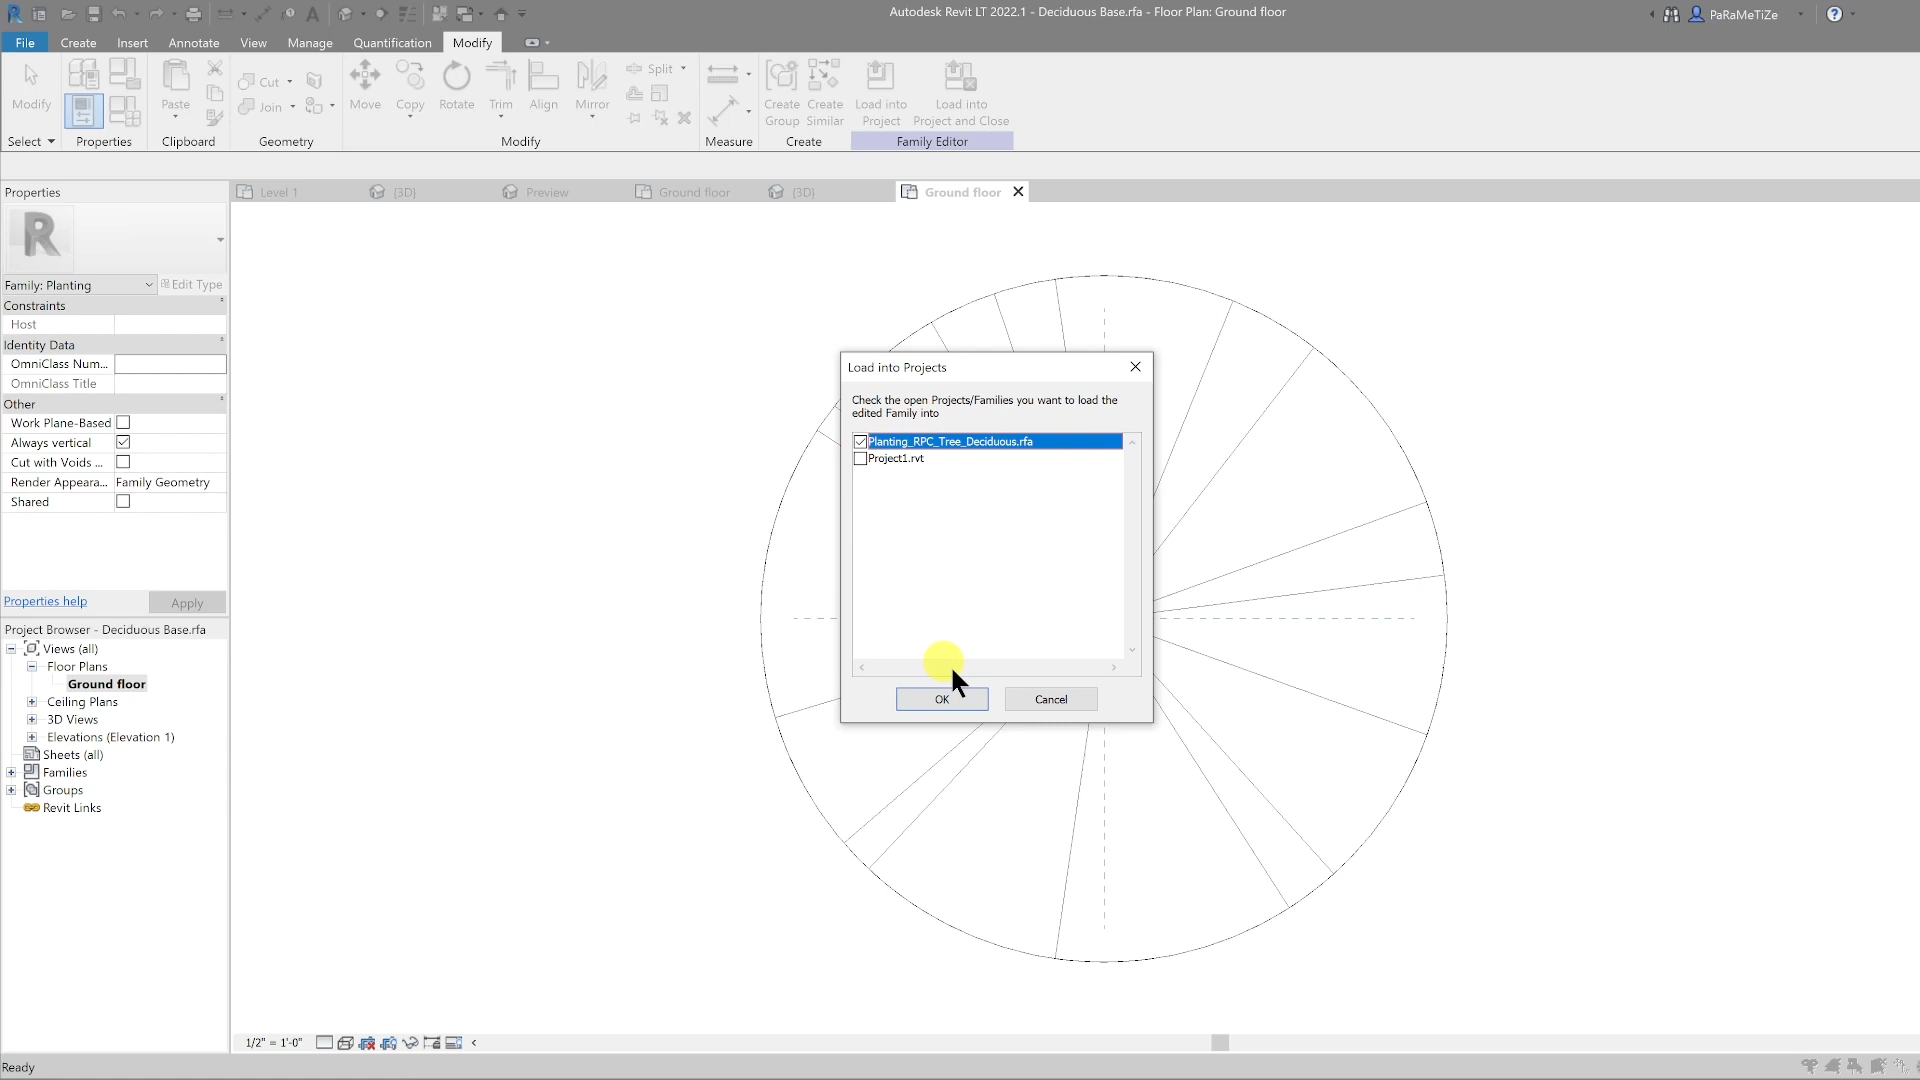 Autodesk Revit LT 2022.1 - Deciduous Base.rfa - Floor Plan: Ground floor
PaRaMeTiZe
File Create Insert Annotate View Manage Quantification Modify
Modify
Paste
Cut
Join
Move
Copy
Rotate
Trim
Align
Mirror
Split
Create Group
Create Similar
Load into Project
Load into Project and Close
Select Properties Clipboard Geometry Modify Measure Create Family Editor
Properties
Level 1
{3D}
Preview
Ground floor
{3D}
Ground floor
R
Family: Planting
Edit Type
Constraints
Host
Identity Data
OmniClass Num...
OmniClass Title
Other
Work Plane-Based
Always vertical
Cut with Voids ...
Render Appeara... Family Geometry
Shared
Properties help
Apply
Project Browser - Deciduous Base.rfa
Views (all)
Floor Plans
Ground floor
Ceiling Plans
3D Views
Elevations (Elevation 1)
Sheets (all)
Families
Groups
Revit Links
Load into Projects
Check the open Projects/Families you want to load the
edited Family into
Planting_RPC_Tree_Deciduous.rfa
Project1.rvt
OK
Cancel
1/2" = 1'-0"
Ready